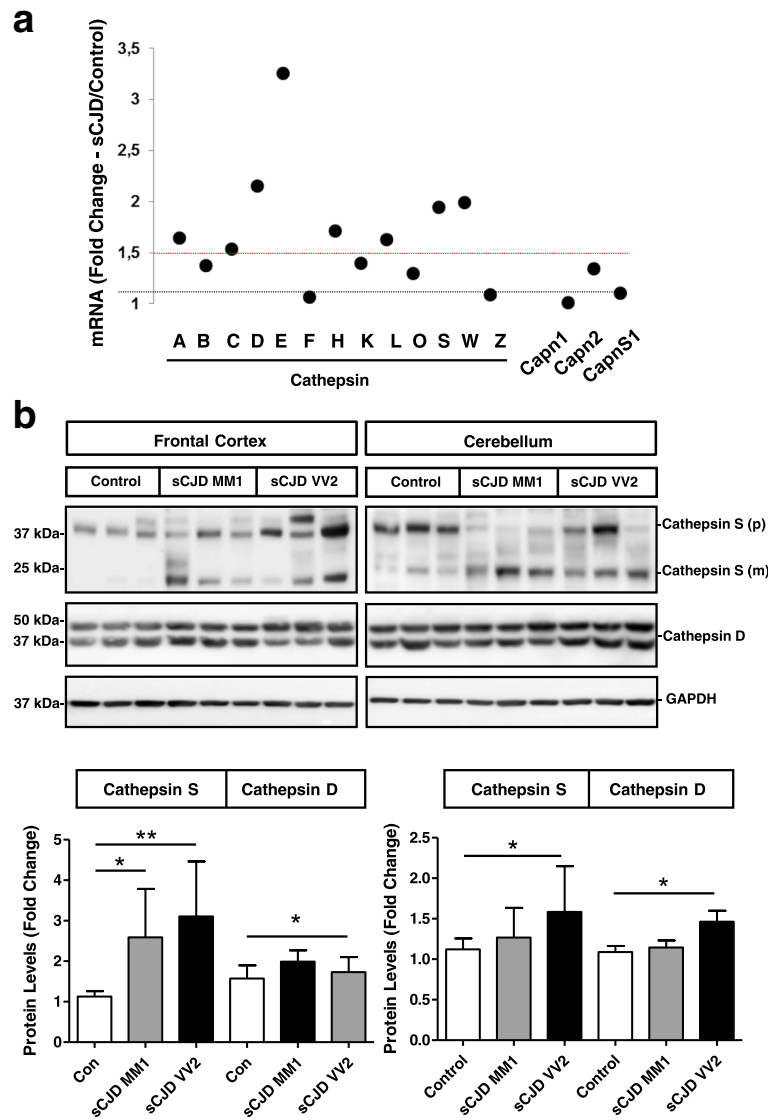 a
mRNA (Fold Change - sCJD/Control)
3,5
3
2,5
2
1,5
1
A B C D E F H K L O S W Z Capn1 Capn2 CapnS1
Cathepsin
b
Frontal Cortex Cerebellum
Control sCJD MM1 sCJD VV2 Control sCJD MM1 sCJD VV2
37 kDa- -Cathepsin S (p)
25 kDa- -Cathepsin S (m)
50 kDa-
37 kDa- -Cathepsin D
37 kDa- - GAPDH
Cathepsin S Cathepsin D
Protein Levels (Fold Change)
5
4
3
2
1
0
** * *
Con sCJD MM1 sCJD VV2 Con sCJD MM1 sCJD VV2
Cathepsin S Cathepsin D
Protein Levels (Fold Change)
2.5
2.0
1.5
1.0
0.5
0.0
* *
Control sCJD MM1 sCJD VV2 Control sCJD MM1 sCJD VV2